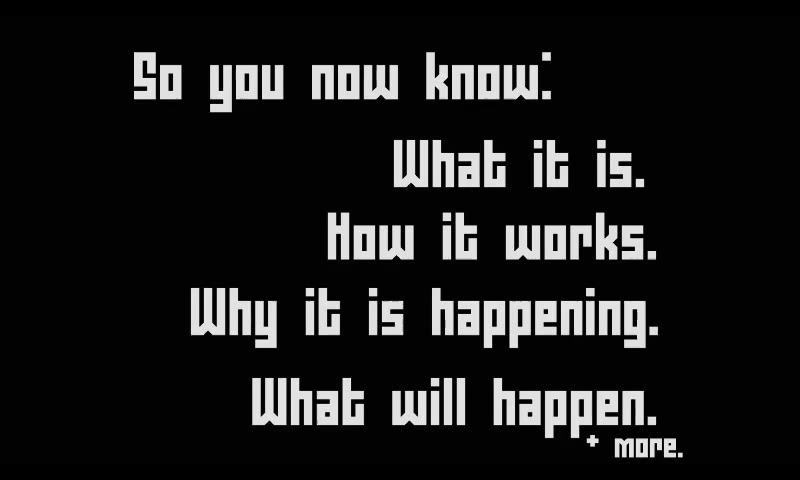 So you now know:
What it is.
How it works.
Why it is happening.
What will happen.
+ more.